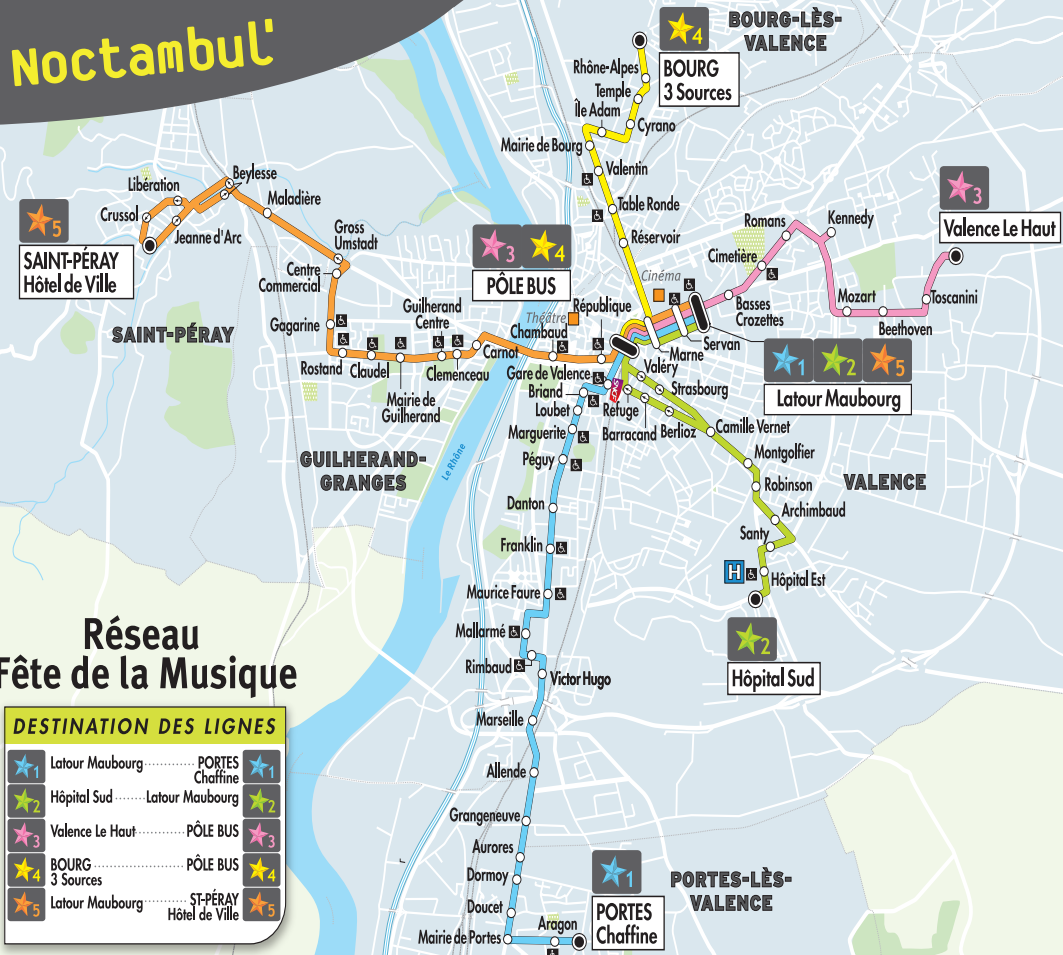 Noctambul'
4
BOURG
3 Sources
BOURG-LÈS-
VALENCE
Rhône-Alpes
Temple
Île Adam
Cyrano
Mairie de Bourg
Valentin
Table Ronde
Réservoir
Cinéma
Beylesse
Libération
Maladière
Crussol
Jeanne d'Arc
5
SAINT-PÉRAY
Hôtel de Ville
Gross
Umstadt
Centre
Commercial
SAINT-PÉRAY
Gagarine
Rostand
Claudel
Mairie de
Guilherand
Guilherand
Centre
Clemenceau
Carnot
3
4
PÔLE BUS
Théâtre
Chambaud
République
3
Valence Le Haut
Romans
Kennedy
Cimetière
Basses
Crozettes
Mozart
Beethoven
Toscanini
Servan
Marne
Valéry
1
2
5
Latour Maubourg
Gare de Valence
Briand
Loubet
Marguerite
Péguy
Refuge
Strasbourg
Barracand
Berlioz
Camille Vernet
Montgolfier
Robinson
Archimbaud
Santy
H
Hôpital Est
2
Hôpital Sud
VALENCE
GUILHERAND-
GRANGES
Le Rhône
Danton
Franklin
Maurice Faure
Mallarmé
Rimbaud
Victor Hugo
Marseille
Allende
Grangeneuve
Aurores
Dormoy
Doucet
Mairie de Portes
Aragon
1
PORTES
Chaffine
PORTES-LÈS-
VALENCE
Réseau
Fête de la Musique
DESTINATION DES LIGNES
1 Latour Maubourg PORTES Chaffine 1
2 Hôpital Sud Latour Maubourg 2
3 Valence Le Haut PÔLE BUS 3
4 BOURG 3 Sources PÔLE BUS 4
5 Latour Maubourg ST-PÉRAY Hôtel de Ville 5